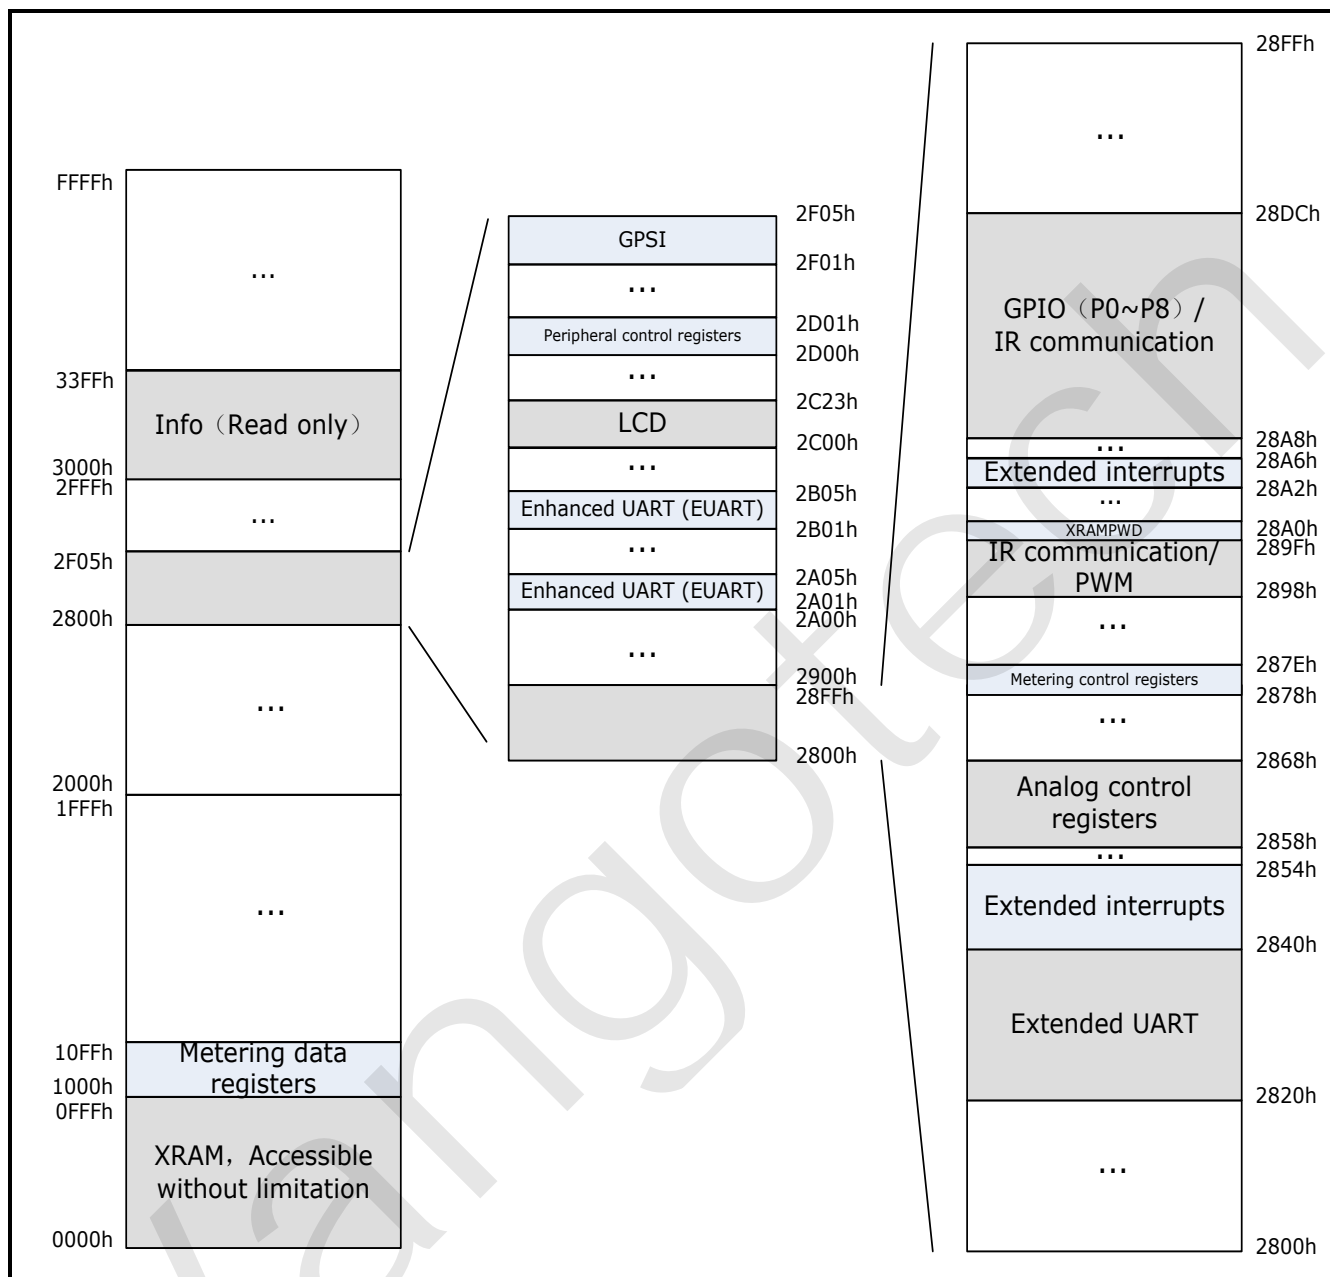 FFFFh
...
33FFh
Info（Read only）
3000h
2FFFh
...
2F05h
2800h
...
2000h
1FFFh
...
10FFh
Metering data
registers
1000h
0FFFh
XRAM，Accessible
without limitation
0000h
2F05h
GPSI
2F01h
...
2D01h
Peripheral control registers
2D00h
...
2C23h
LCD
2C00h
...
2B05h
Enhanced UART (EUART)
2B01h
...
2A05h
Enhanced UART (EUART)
2A01h
2A00h
...
2900h
28FFh
2800h
28FFh
...
28DCh
GPIO（P0~P8）/
IR communication
28A8h
...
28A6h
Extended interrupts
28A2h
...
28A0h
XRAMPWD
289Fh
IR communication/
PWM
2898h
...
287Eh
Metering control registers
2878h
...
2868h
Analog control
registers
2858h
...
2854h
Extended interrupts
2840h
Extended UART
2820h
...
2800h
Vangotech